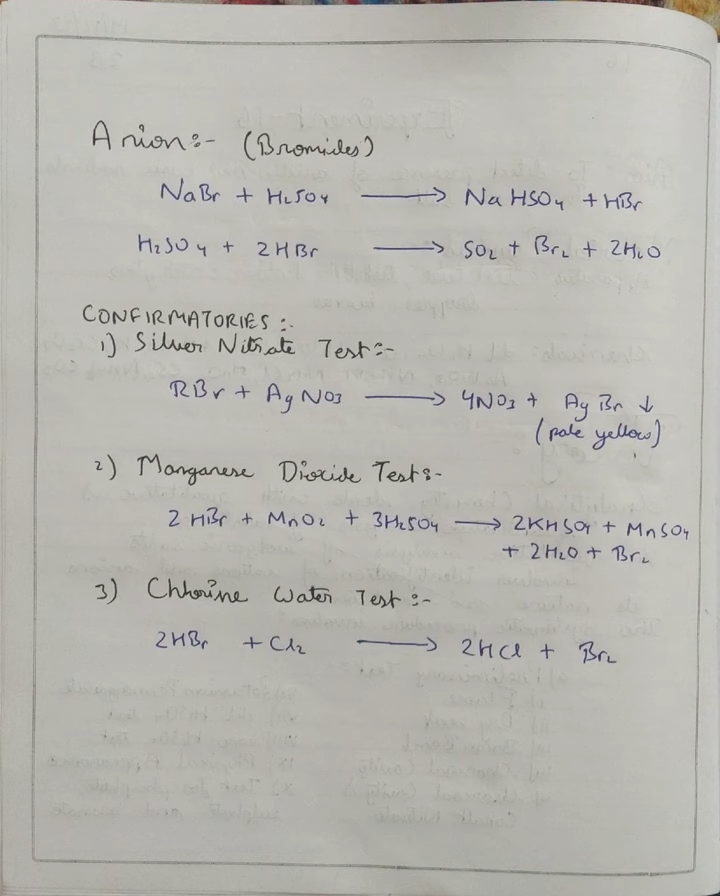 Anion:- (Bromides)
NaBr + H₂SO₄ ⟶ NaHSO₄ + HBr
H₂SO₄ + 2HBr ⟶ SO₂ + Br₂ + 2H₂O
CONFIRMATORIES :-
1) Silver Nitrate Test:-
RBr + AgNO₃ ⟶ 4NO₃ + AgBr ↓
(pale yellow)
2) Manganese Dioxide Test:-
2HBr + MnO₂ + 3H₂SO₄ ⟶ 2KHSO₄ + MnSO₄
+ 2H₂O + Br₂
3) Chhorine Water Test :-
2HBr + Cl₂ ⟶ 2HCl + Br₂